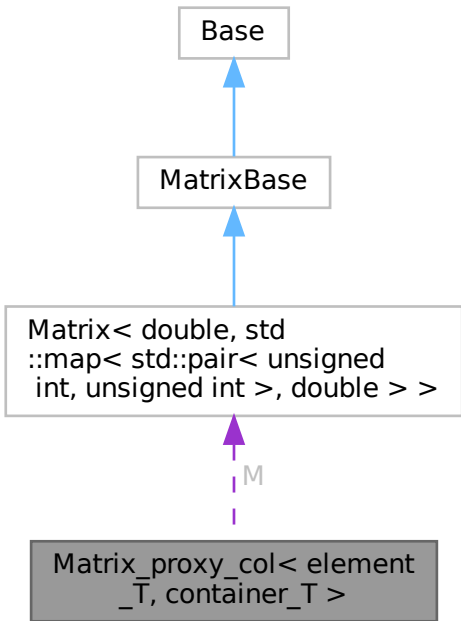 Base
MatrixBase
Matrix< double, std
::map< std::pair< unsigned
int, unsigned int >, double > >
M
Matrix_proxy_col< element
_T, container_T >